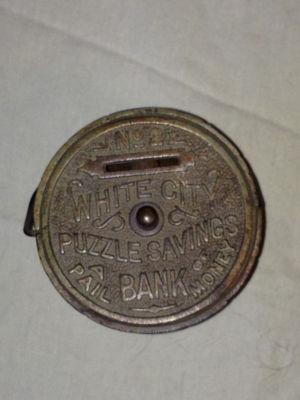 No 2
WHITE CITY
PUZZLE SAVINGS
BANK
A PAIL
OF MONEY